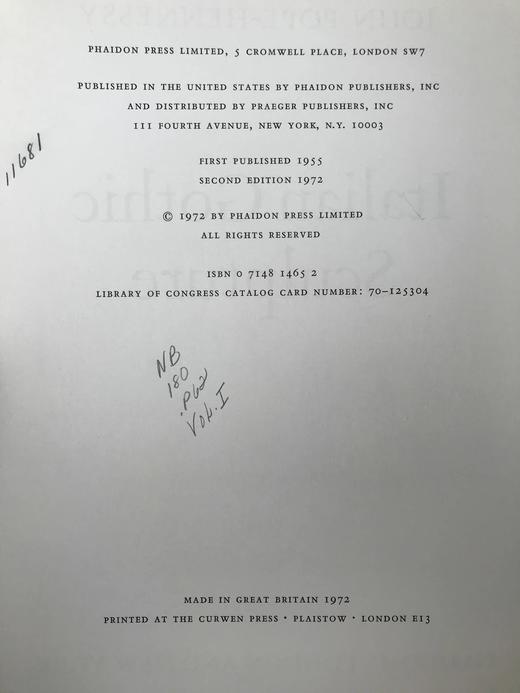 PHAIDON PRESS LIMITED, 5 CROMWELL PLACE, LONDON SW7
PUBLISHED IN THE UNITED STATES BY PHAIDON PUBLISHERS, INC
AND DISTRIBUTED BY PRAEGER PUBLISHERS, INC
111 FOURTH AVENUE, NEW YORK, N.Y. 10003
11681
FIRST PUBLISHED 1955
SECOND EDITION 1972
© 1972 BY PHAIDON PRESS LIMITED
ALL RIGHTS RESERVED
ISBN 0 7148 1465 2
LIBRARY OF CONGRESS CATALOG CARD NUMBER: 70–125304
NB
180
.P62
Vol. I
MADE IN GREAT BRITAIN 1972
PRINTED AT THE CURWEN PRESS · PLAISTOW · LONDON E13